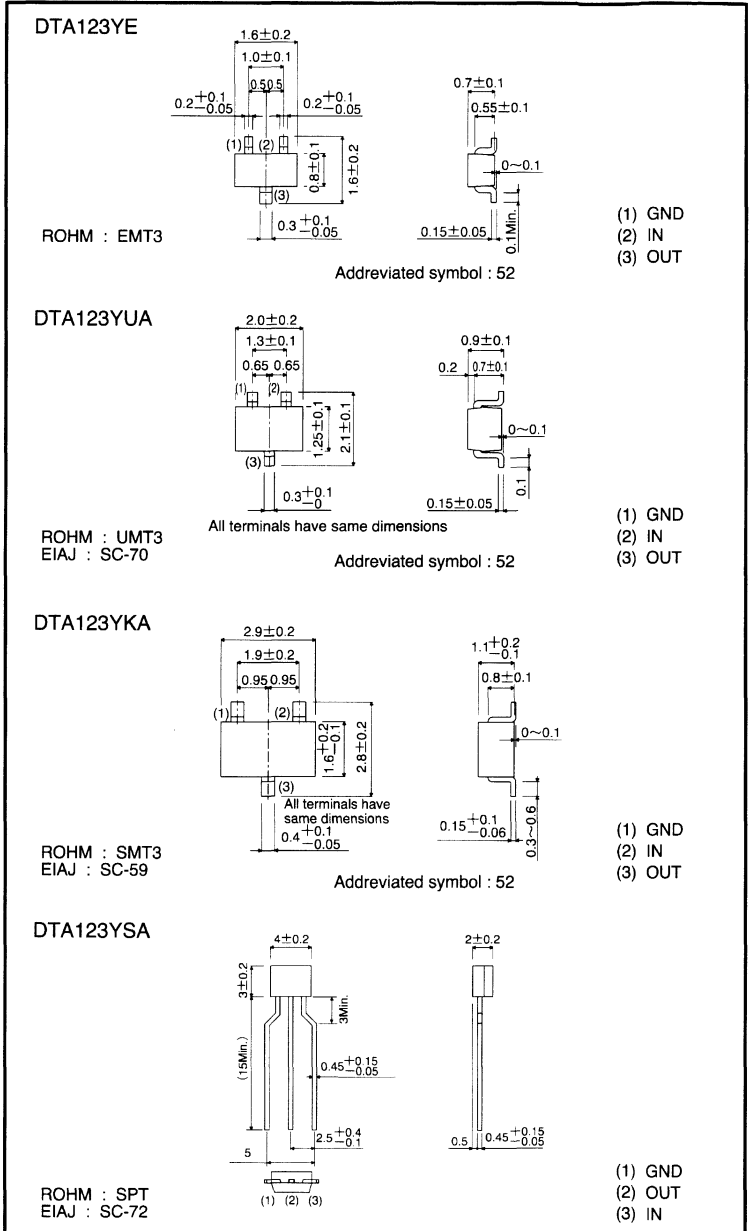 DTA123YE
1.6±0.2
1.0±0.1
0.5 0.5
0.2 +0.1 −0.05
0.2 +0.1 −0.05
(1) (2)
(3)
0.8±0.1
1.6±0.2
0.3 +0.1 −0.05
0.7±0.1
0.55±0.1
0~0.1
0.15±0.05
0.1Min.
ROHM : EMT3
Addreviated symbol : 52
(1) GND
(2) IN
(3) OUT
DTA123YUA
2.0±0.2
1.3±0.1
0.65 0.65
(1) (2)
(3)
1.25±0.1
2.1±0.1
0.3 +0.1 −0
All terminals have same dimensions
0.9±0.1
0.2 0.7±0.1
0~0.1
0.15±0.05
0.1
ROHM : UMT3
EIAJ : SC-70
Addreviated symbol : 52
(1) GND
(2) IN
(3) OUT
DTA123YKA
2.9±0.2
1.9±0.2
0.95 0.95
(1) (2)
(3)
1.6 +0.2 −0.1
2.8±0.2
All terminals have
same dimensions
0.4 +0.1 −0.05
1.1 +0.2 −0.1
0.8±0.1
0~0.1
0.15 +0.1 −0.06
0.3~0.6
ROHM : SMT3
EIAJ : SC-59
Addreviated symbol : 52
(1) GND
(2) IN
(3) OUT
DTA123YSA
4±0.2
3±0.2
3Min.
(15Min.)
0.45 +0.15 −0.05
2.5 +0.4 −0.1
5
(1) (2) (3)
2±0.2
0.5
0.45 +0.15 −0.05
ROHM : SPT
EIAJ : SC-72
(1) GND
(2) OUT
(3) IN